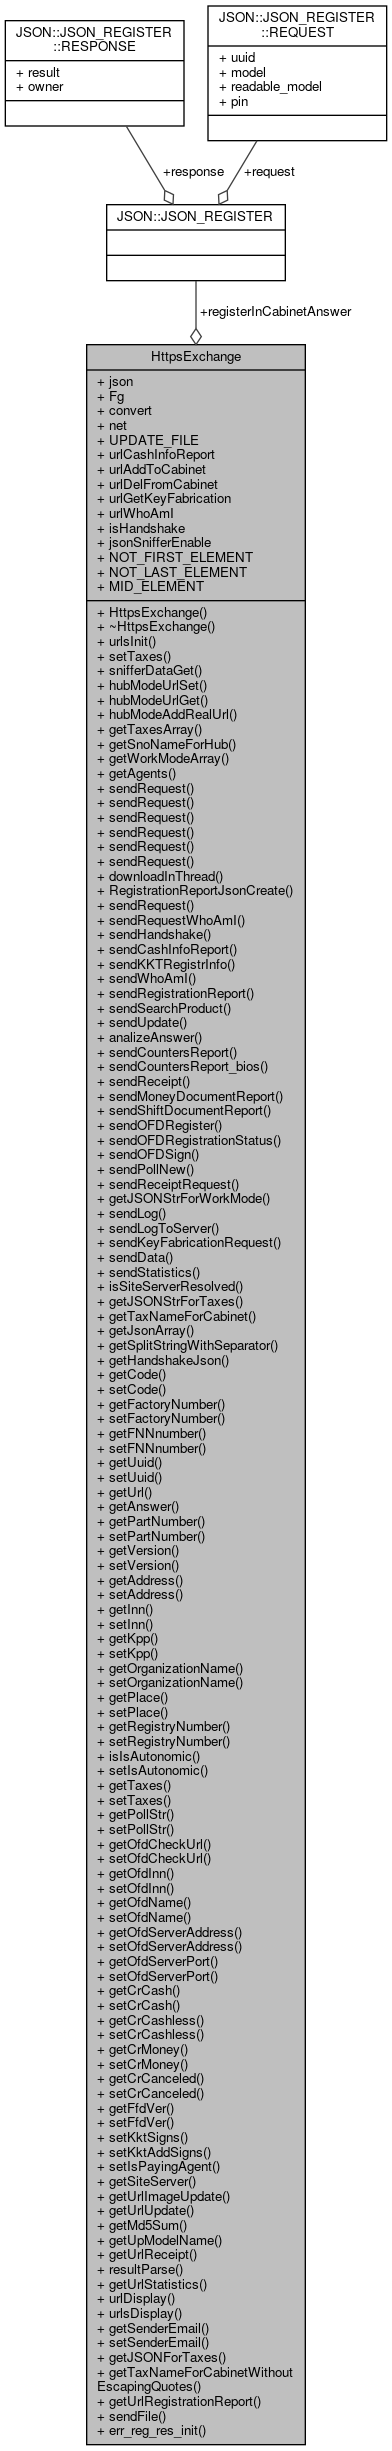 JSON::JSON_REGISTER
::RESPONSE
+ result
+ owner
JSON::JSON_REGISTER
::REQUEST
+ uuid
+ model
+ readable_model
+ pin
+response
+request
JSON::JSON_REGISTER
+registerInCabinetAnswer
HttpsExchange
+ json
+ Fg
+ convert
+ net
+ UPDATE_FILE
+ urlCashInfoReport
+ urlAddToCabinet
+ urlDelFromCabinet
+ urlGetKeyFabrication
+ urlWhoAmI
+ isHandshake
+ jsonSnifferEnable
+ NOT_FIRST_ELEMENT
+ NOT_LAST_ELEMENT
+ MID_ELEMENT
+ HttpsExchange()
+ ~HttpsExchange()
+ urlsInit()
+ setTaxes()
+ snifferDataGet()
+ hubModeUrlSet()
+ hubModeUrlGet()
+ hubModeAddRealUrl()
+ getTaxesArray()
+ getSnoNameForHub()
+ getWorkModeArray()
+ getAgents()
+ sendRequest()
+ sendRequest()
+ sendRequest()
+ sendRequest()
+ sendRequest()
+ sendRequest()
+ downloadInThread()
+ RegistrationReportJsonCreate()
+ sendRequest()
+ sendRequestWhoAmI()
+ sendHandshake()
+ sendCashInfoReport()
+ sendKKTRegistrInfo()
+ sendWhoAmI()
+ sendRegistrationReport()
+ sendSearchProduct()
+ sendUpdate()
+ analizeAnswer()
+ sendCountersReport()
+ sendCountersReport_bios()
+ sendReceipt()
+ sendMoneyDocumentReport()
+ sendShiftDocumentReport()
+ sendOFDRegister()
+ sendOFDRegistrationStatus()
+ sendOFDSign()
+ sendPollNew()
+ sendReceiptRequest()
+ getJSONStrForWorkMode()
+ sendLog()
+ sendLogToServer()
+ sendKeyFabricationRequest()
+ sendData()
+ sendStatistics()
+ isSiteServerResolved()
+ getJSONStrForTaxes()
+ getTaxNameForCabinet()
+ getJsonArray()
+ getSplitStringWithSeparator()
+ getHandshakeJson()
+ getCode()
+ setCode()
+ getFactoryNumber()
+ setFactoryNumber()
+ getFNNnumber()
+ setFNNnumber()
+ getUuid()
+ setUuid()
+ getUrl()
+ getAnswer()
+ getPartNumber()
+ setPartNumber()
+ getVersion()
+ setVersion()
+ getAddress()
+ setAddress()
+ getInn()
+ setInn()
+ getKpp()
+ setKpp()
+ getOrganizationName()
+ setOrganizationName()
+ getPlace()
+ setPlace()
+ getRegistryNumber()
+ setRegistryNumber()
+ isIsAutonomic()
+ setIsAutonomic()
+ getTaxes()
+ setTaxes()
+ getPollStr()
+ setPollStr()
+ getOfdCheckUrl()
+ setOfdCheckUrl()
+ getOfdInn()
+ setOfdInn()
+ getOfdName()
+ setOfdName()
+ getOfdServerAddress()
+ setOfdServerAddress()
+ getOfdServerPort()
+ setOfdServerPort()
+ getCrCash()
+ setCrCash()
+ getCrCashless()
+ setCrCashless()
+ getCrMoney()
+ setCrMoney()
+ getCrCanceled()
+ setCrCanceled()
+ getFfdVer()
+ setFfdVer()
+ setKktSigns()
+ setKktAddSigns()
+ setIsPayingAgent()
+ getSiteServer()
+ getUrlImageUpdate()
+ getUrlUpdate()
+ getMd5Sum()
+ getUpModelName()
+ getUrlReceipt()
+ resultParse()
+ getUrlStatistics()
+ urlDisplay()
+ urlsDisplay()
+ getSenderEmail()
+ setSenderEmail()
+ getJSONForTaxes()
+ getTaxNameForCabinetWithout
EscapingQuotes()
+ getUrlRegistrationReport()
+ sendFile()
+ err_reg_res_init()